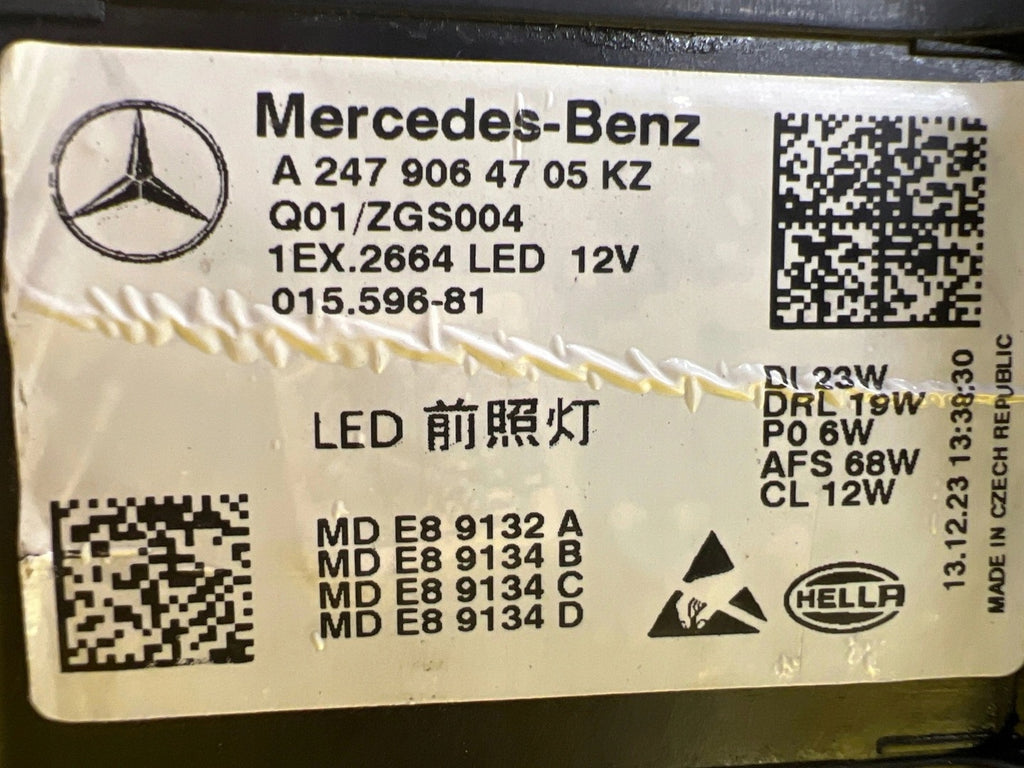 Mercedes-Benz
A 247 906 47 05 KZ
Q01/ZGS004
1EX.2664 LED 12V
015.596-81
LED 前照灯
DI 23W
DRL 19W
PO 6W
AFS 68W
CL 12W
MD E8 9132 A
MD E8 9134 B
MD E8 9134 C
MD E8 9134 D
HELLA
13.12.23 13:38:30
MADE IN CZECH REPUBLIC